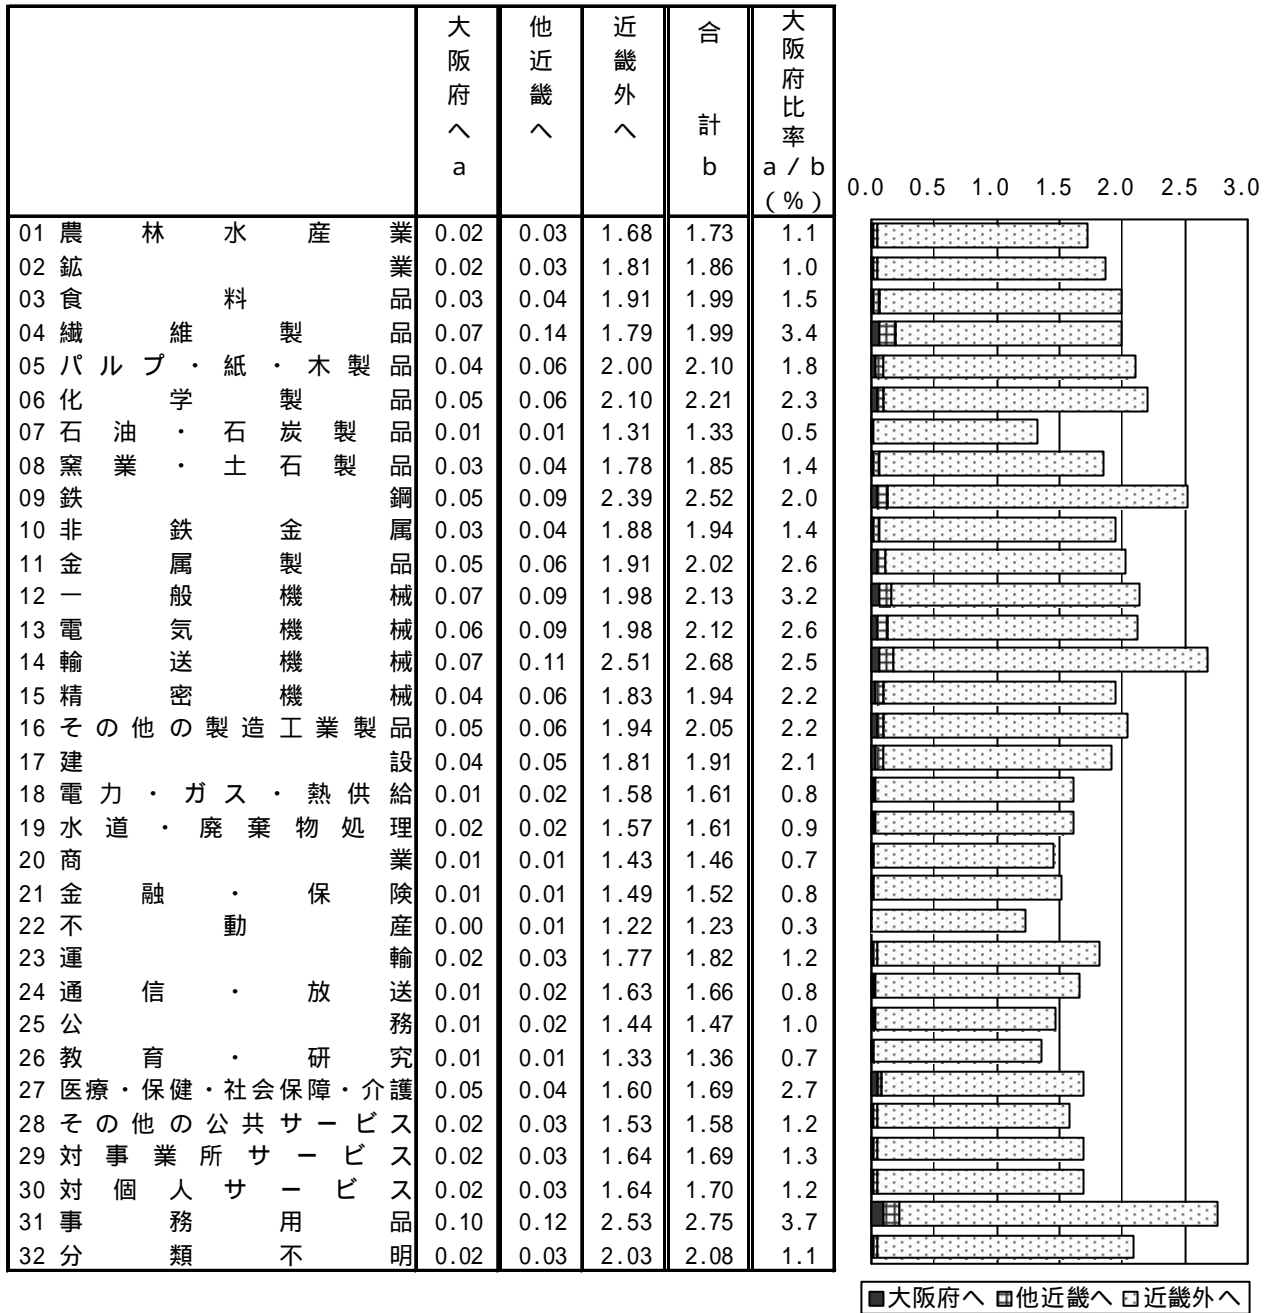 大阪府へ a 他近畿へ 近畿外へ 合計 b 大阪府比率 a / b (%)
0.0 0.5 1.0 1.5 2.0 2.5 3.0
01 農林水産業 0.02 0.03 1.68 1.73 1.1
02 鉱業 0.02 0.03 1.81 1.86 1.0
03 食料品 0.03 0.04 1.91 1.99 1.5
04 繊維製品 0.07 0.14 1.79 1.99 3.4
05 パルプ・紙・木製品 0.04 0.06 2.00 2.10 1.8
06 化学製品 0.05 0.06 2.10 2.21 2.3
07 石油・石炭製品 0.01 0.01 1.31 1.33 0.5
08 窯業・土石製品 0.03 0.04 1.78 1.85 1.4
09 鉄鋼 0.05 0.09 2.39 2.52 2.0
10 非鉄金属 0.03 0.04 1.88 1.94 1.4
11 金属製品 0.05 0.06 1.91 2.02 2.6
12 一般機械 0.07 0.09 1.98 2.13 3.2
13 電気機械 0.06 0.09 1.98 2.12 2.6
14 輸送機械 0.07 0.11 2.51 2.68 2.5
15 精密機械 0.04 0.06 1.83 1.94 2.2
16 その他の製造工業製品 0.05 0.06 1.94 2.05 2.2
17 建設 0.04 0.05 1.81 1.91 2.1
18 電力・ガス・熱供給 0.01 0.02 1.58 1.61 0.8
19 水道・廃棄物処理 0.02 0.02 1.57 1.61 0.9
20 商業 0.01 0.01 1.43 1.46 0.7
21 金融・保険 0.01 0.01 1.49 1.52 0.8
22 不動産 0.00 0.01 1.22 1.23 0.3
23 運輸 0.02 0.03 1.77 1.82 1.2
24 通信・放送 0.01 0.02 1.63 1.66 0.8
25 公務 0.01 0.02 1.44 1.47 1.0
26 教育・研究 0.01 0.01 1.33 1.36 0.7
27 医療・保健・社会保障・介護 0.05 0.04 1.60 1.69 2.7
28 その他の公共サービス 0.02 0.03 1.53 1.58 1.2
29 対事業所サービス 0.02 0.03 1.64 1.69 1.3
30 対個人サービス 0.02 0.03 1.64 1.70 1.2
31 事務用品 0.10 0.12 2.53 2.75 3.7
32 分類不明 0.02 0.03 2.03 2.08 1.1
大阪府へ 他近畿へ 近畿外へ